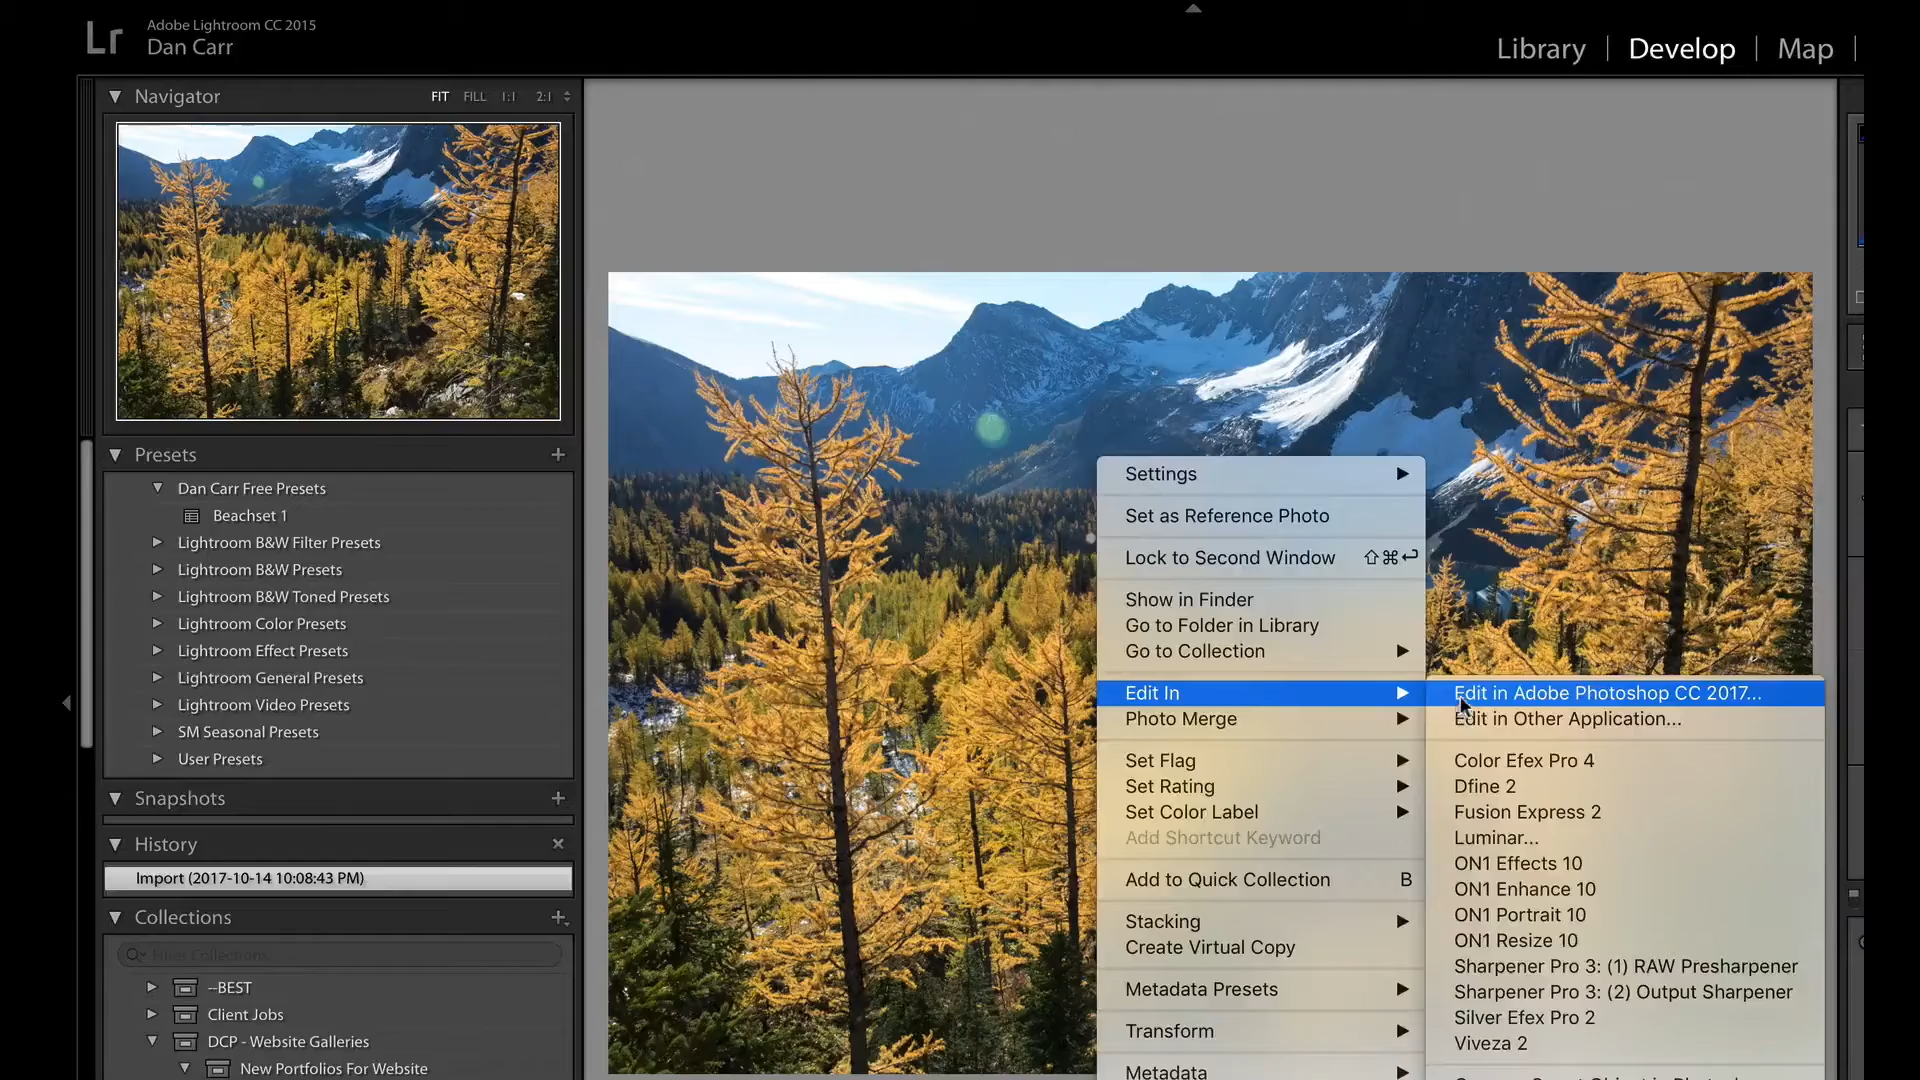 Lr
Adobe Lightroom CC 2015
Dan Carr
Library
Develop
Map
Navigator
FIT
FILL
1:1
2:1
Presets
Dan Carr Free Presets
Beachset 1
Lightroom B&W Filter Presets
Lightroom B&W Presets
Lightroom B&W Toned Presets
Lightroom Color Presets
Lightroom Effect Presets
Lightroom General Presets
Lightroom Video Presets
SM Seasonal Presets
User Presets
Snapshots
History
Import (2017-10-14 10:08:43 PM)
Collections
Filter Collections
--BEST
Client Jobs
DCP - Website Galleries
New Portfolios For Website
Settings
Set as Reference Photo
Lock to Second Window ⇧⌘↩
Show in Finder
Go to Folder in Library
Go to Collection
Edit In
Photo Merge
Set Flag
Set Rating
Set Color Label
Add Shortcut Keyword
Add to Quick Collection B
Stacking
Create Virtual Copy
Metadata Presets
Transform
Metadata
Edit in Adobe Photoshop CC 2017...
Edit in Other Application...
Color Efex Pro 4
Dfine 2
Fusion Express 2
Luminar...
ON1 Effects 10
ON1 Enhance 10
ON1 Portrait 10
ON1 Resize 10
Sharpener Pro 3: (1) RAW Presharpener
Sharpener Pro 3: (2) Output Sharpener
Silver Efex Pro 2
Viveza 2